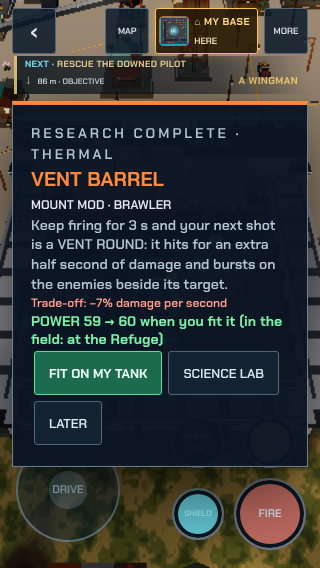 ‹
MAP
⌂ MY BASE
HERE
MORE
NEXT · RESCUE THE DOWNED PILOT
↓ 86 m · OBJECTIVE
A WINGMAN
RESEARCH COMPLETE ·
THERMAL
VENT BARREL
MOUNT MOD · BRAWLER
Keep firing for 3 s and your next shot
is a VENT ROUND: it hits for an extra
half second of damage and bursts on
the enemies beside its target.
Trade-off: −7% damage per second
POWER 59 → 60 when you fit it (in the
field: at the Refuge)
FIT ON MY TANK
SCIENCE LAB
LATER
DRIVE
SHIELD
FIRE